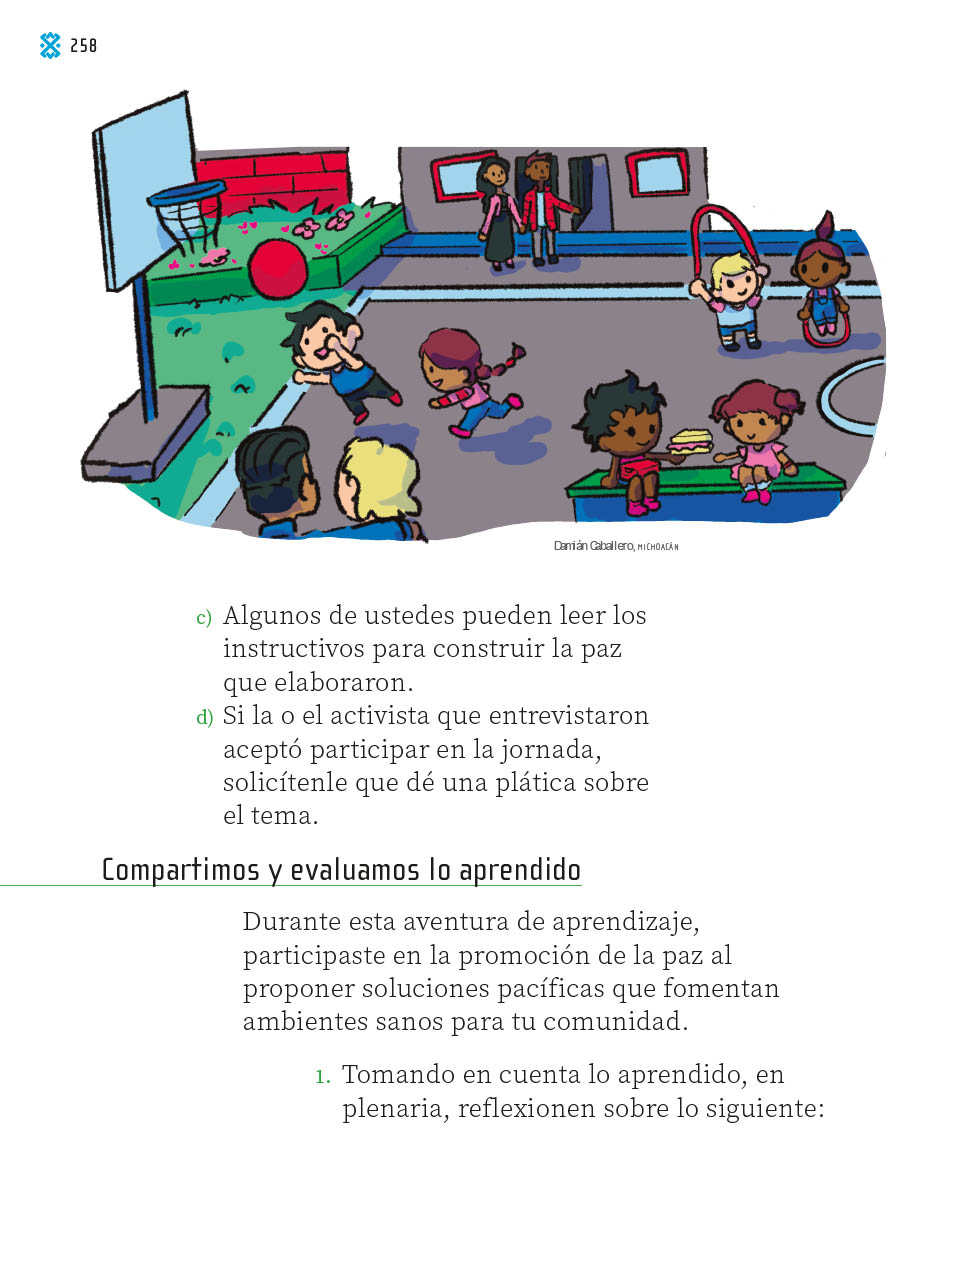 258
Damián Caballero, MICHOACÁN
c) Algunos de ustedes pueden leer los
instructivos para construir la paz
que elaboraron.
d) Si la o el activista que entrevistaron
aceptó participar en la jornada,
solicítenle que dé una plática sobre
el tema.
Compartimos y evaluamos lo aprendido
Durante esta aventura de aprendizaje,
participaste en la promoción de la paz al
proponer soluciones pacíficas que fomentan
ambientes sanos para tu comunidad.
1. Tomando en cuenta lo aprendido, en
plenaria, reflexionen sobre lo siguiente: